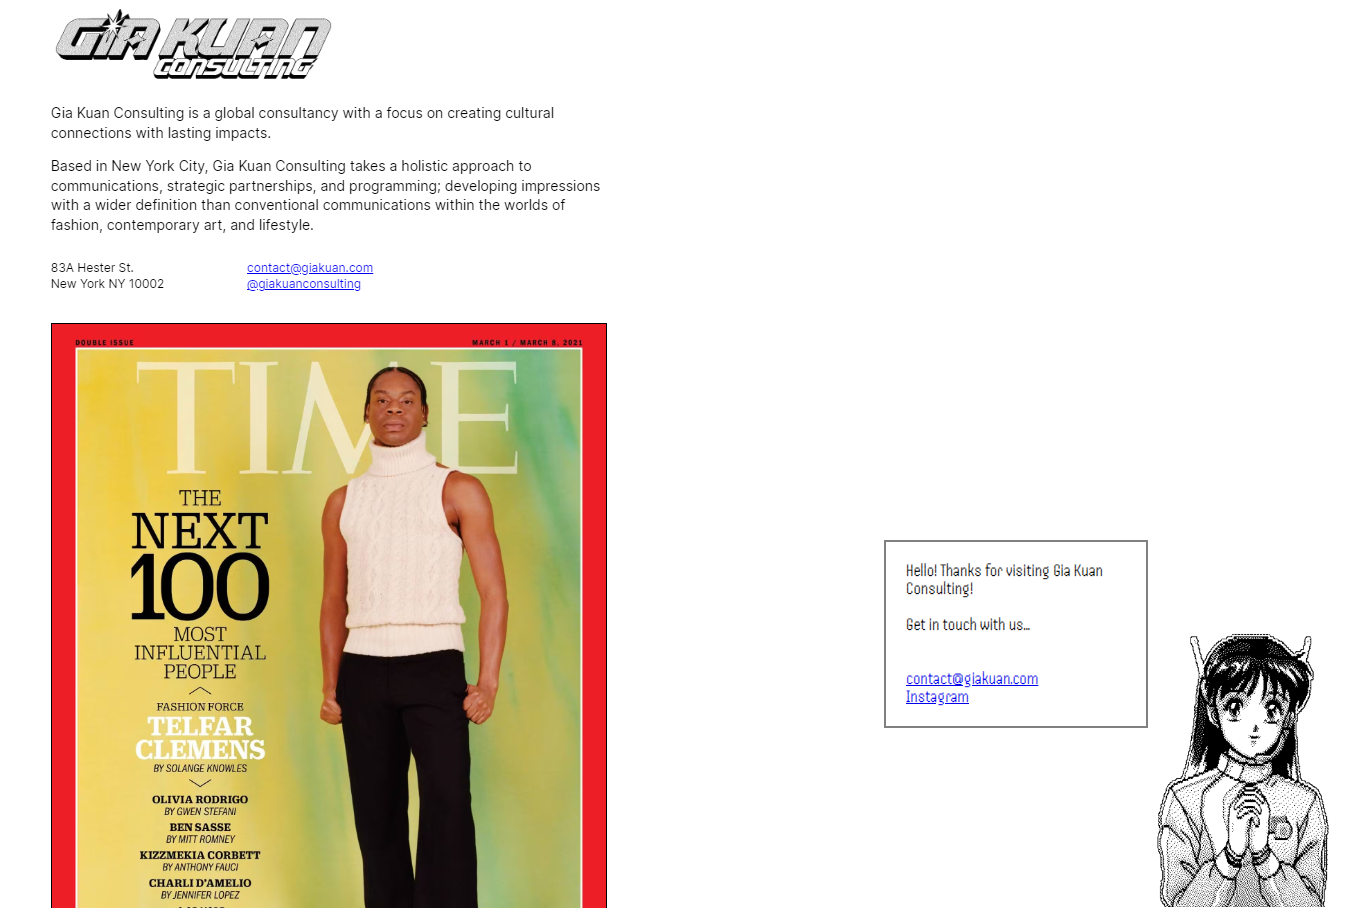 GIA KUAN
CONSULTING
Gia Kuan Consulting is a global consultancy with a focus on creating cultural
connections with lasting impacts.
Based in New York City, Gia Kuan Consulting takes a holistic approach to
communications, strategic partnerships, and programming; developing impressions
with a wider definition than conventional communications within the worlds of
fashion, contemporary art, and lifestyle.
83A Hester St.
New York NY 10002
contact@giakuan.com
@giakuanconsulting
DOUBLE ISSUE
MARCH 1 / MARCH 8, 2021
TIME
THE
NEXT
100
MOST
INFLUENTIAL
PEOPLE
FASHION FORCE
TELFAR
CLEMENS
BY SOLANGE KNOWLES
OLIVIA RODRIGO
BY GWEN STEFANI
BEN SASSE
BY MITT ROMNEY
KIZZMEKIA CORBETT
BY ANTHONY FAUCI
CHARLI D'AMELIO
BY JENNIFER LOPEZ
Hello! Thanks for visiting Gia Kuan
Consulting!
Get in touch with us...
contact@giakuan.com
Instagram